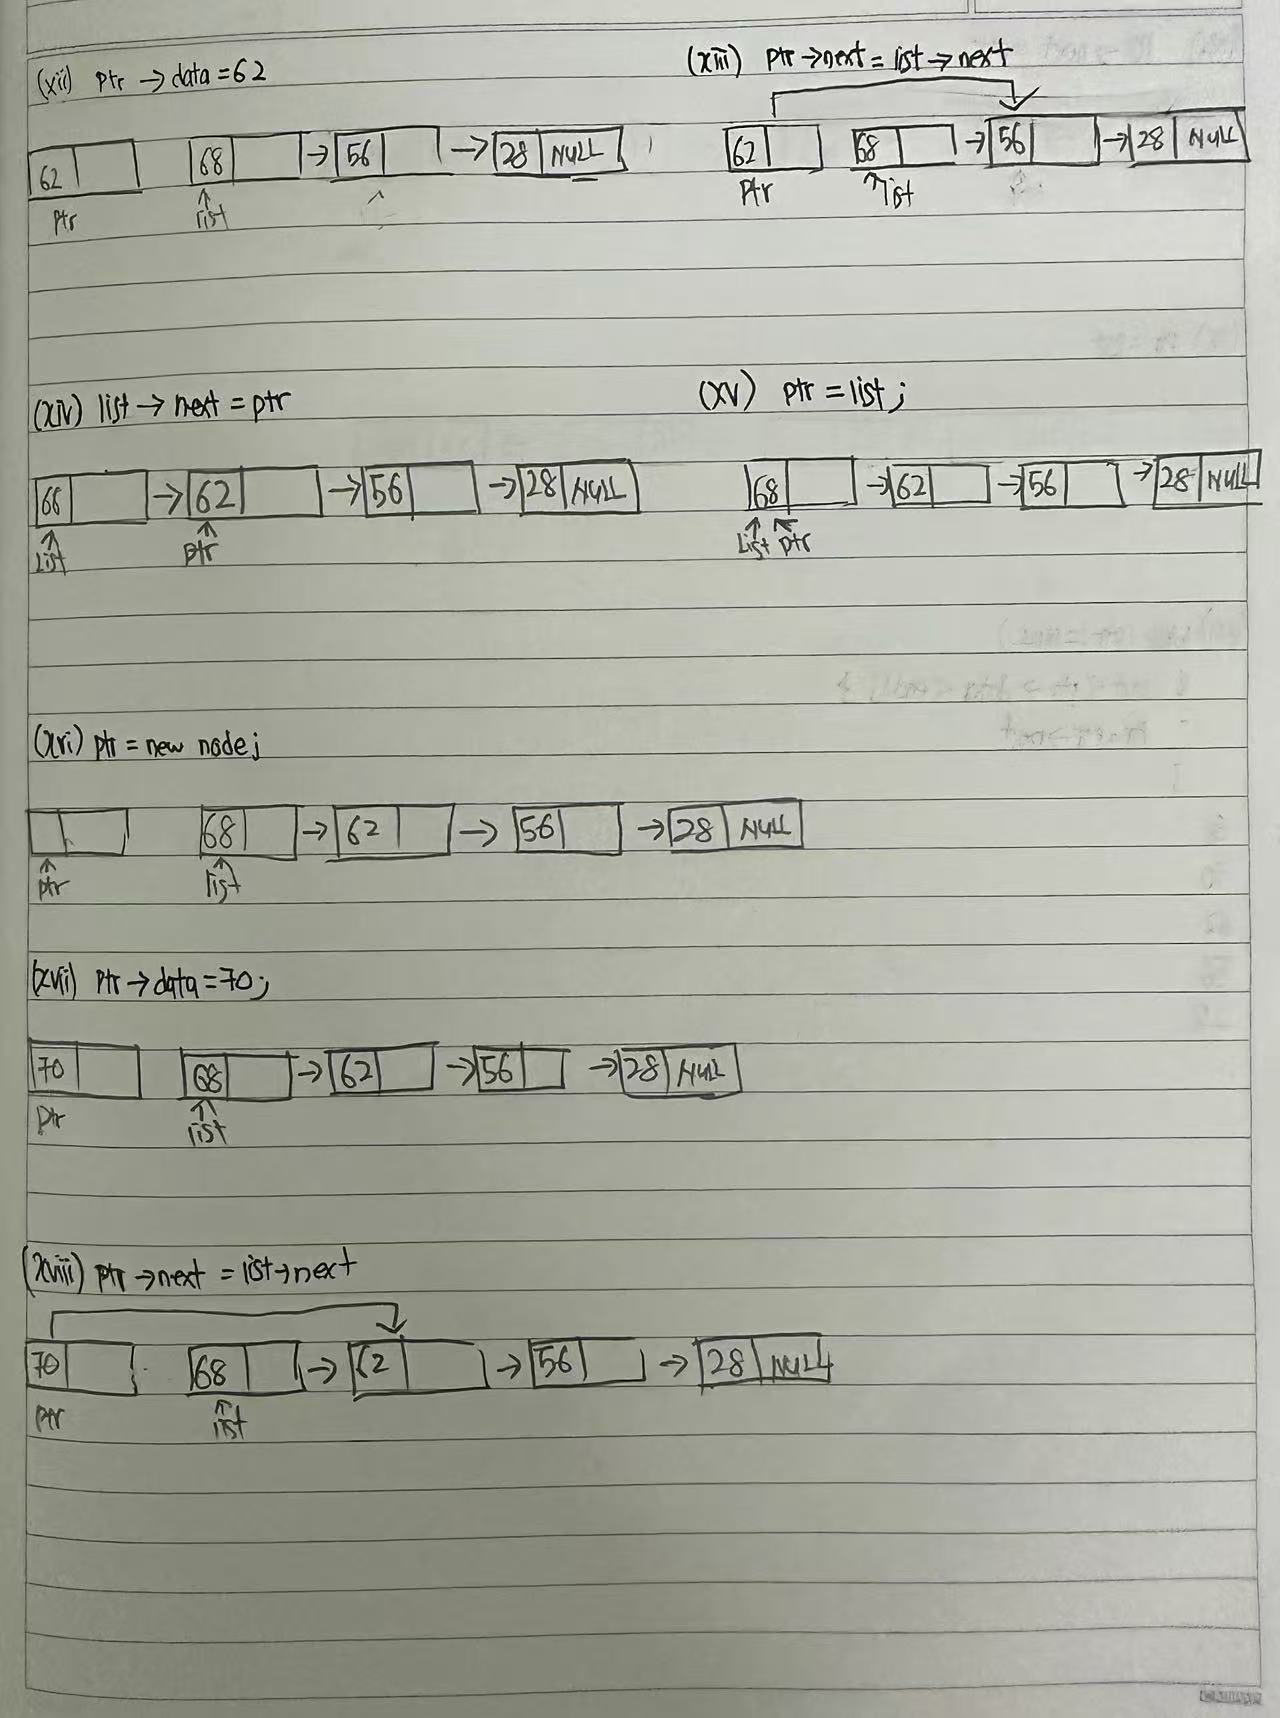 (xii) ptr → data = 62
62 68 → 56 → 28 NULL
ptr list
(xiii) ptr → next = list → next
62 68 → 56 → 28 NULL
ptr list
(xiv) list → next = ptr
68 → 62 → 56 → 28 NULL
List ptr
(xv) ptr = list;
68 → 62 → 56 → 28 NULL
List ptr
(xvi) ptr = new node;
68 → 62 → 56 → 28 NULL
ptr list
(xvii) ptr → data = 70;
70 68 → 62 → 56 → 28 NULL
ptr list
(xviii) ptr → next = list → next
70 68 → 62 → 56 → 28 NULL
ptr list